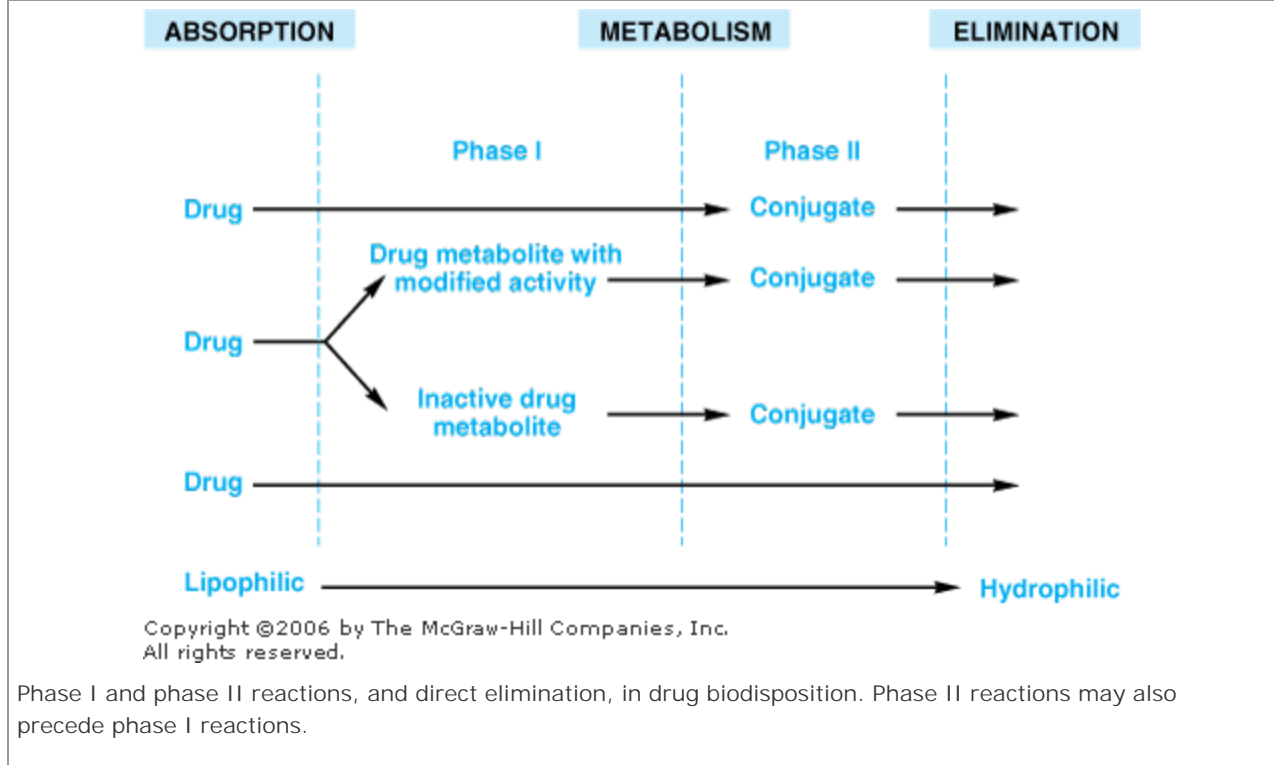 ABSORPTION METABOLISM ELIMINATION
Phase I Phase II
Drug Conjugate
Drug metabolite with
modified activity Conjugate
Drug
Inactive drug
metabolite Conjugate
Drug
Lipophilic Hydrophilic
Copyright ©2006 by The McGraw-Hill Companies, Inc.
All rights reserved.
Phase I and phase II reactions, and direct elimination, in drug biodisposition. Phase II reactions may also
precede phase I reactions.